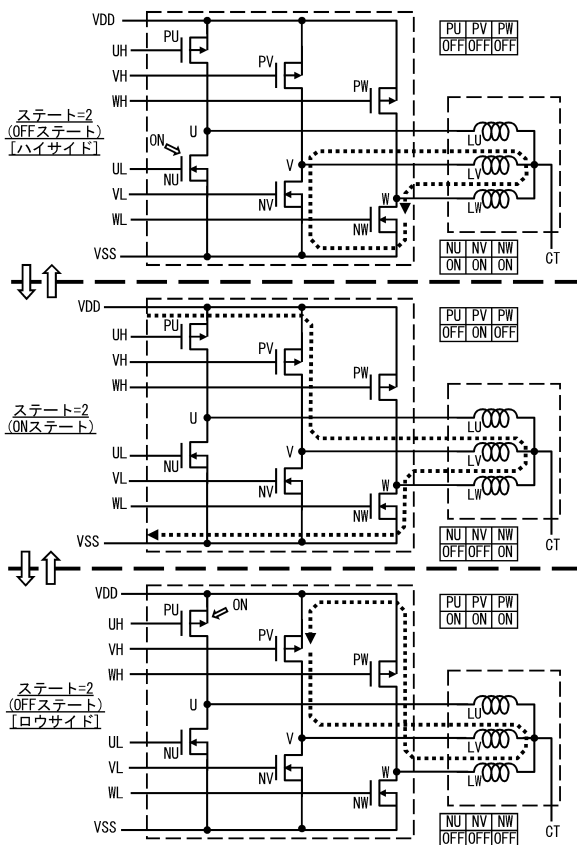 VDD
PU
PU PV PW
OFF OFF OFF
UH
PV
VH
PW
WH
ステート=2
(OFFステート)
[ハイサイド]
ON
U
LU
UL
NU
V
LV
VL
NV
W
LW
WL
NW
NU NV NW
ON ON ON
VSS
CT
VDD
PU
PU PV PW
OFF ON OFF
UH
PV
VH
PW
WH
ステート=2
(ONステート)
U
LU
UL
NU
V
LV
VL
NV
W
LW
WL
NW
NU NV NW
OFF OFF ON
VSS
CT
VDD
PU
ON
PU PV PW
ON ON ON
UH
PV
VH
PW
WH
ステート=2
(OFFステート)
[ロウサイド]
U
LU
UL
NU
V
LV
VL
NV
W
LW
WL
NW
NU NV NW
OFF OFF OFF
VSS
CT